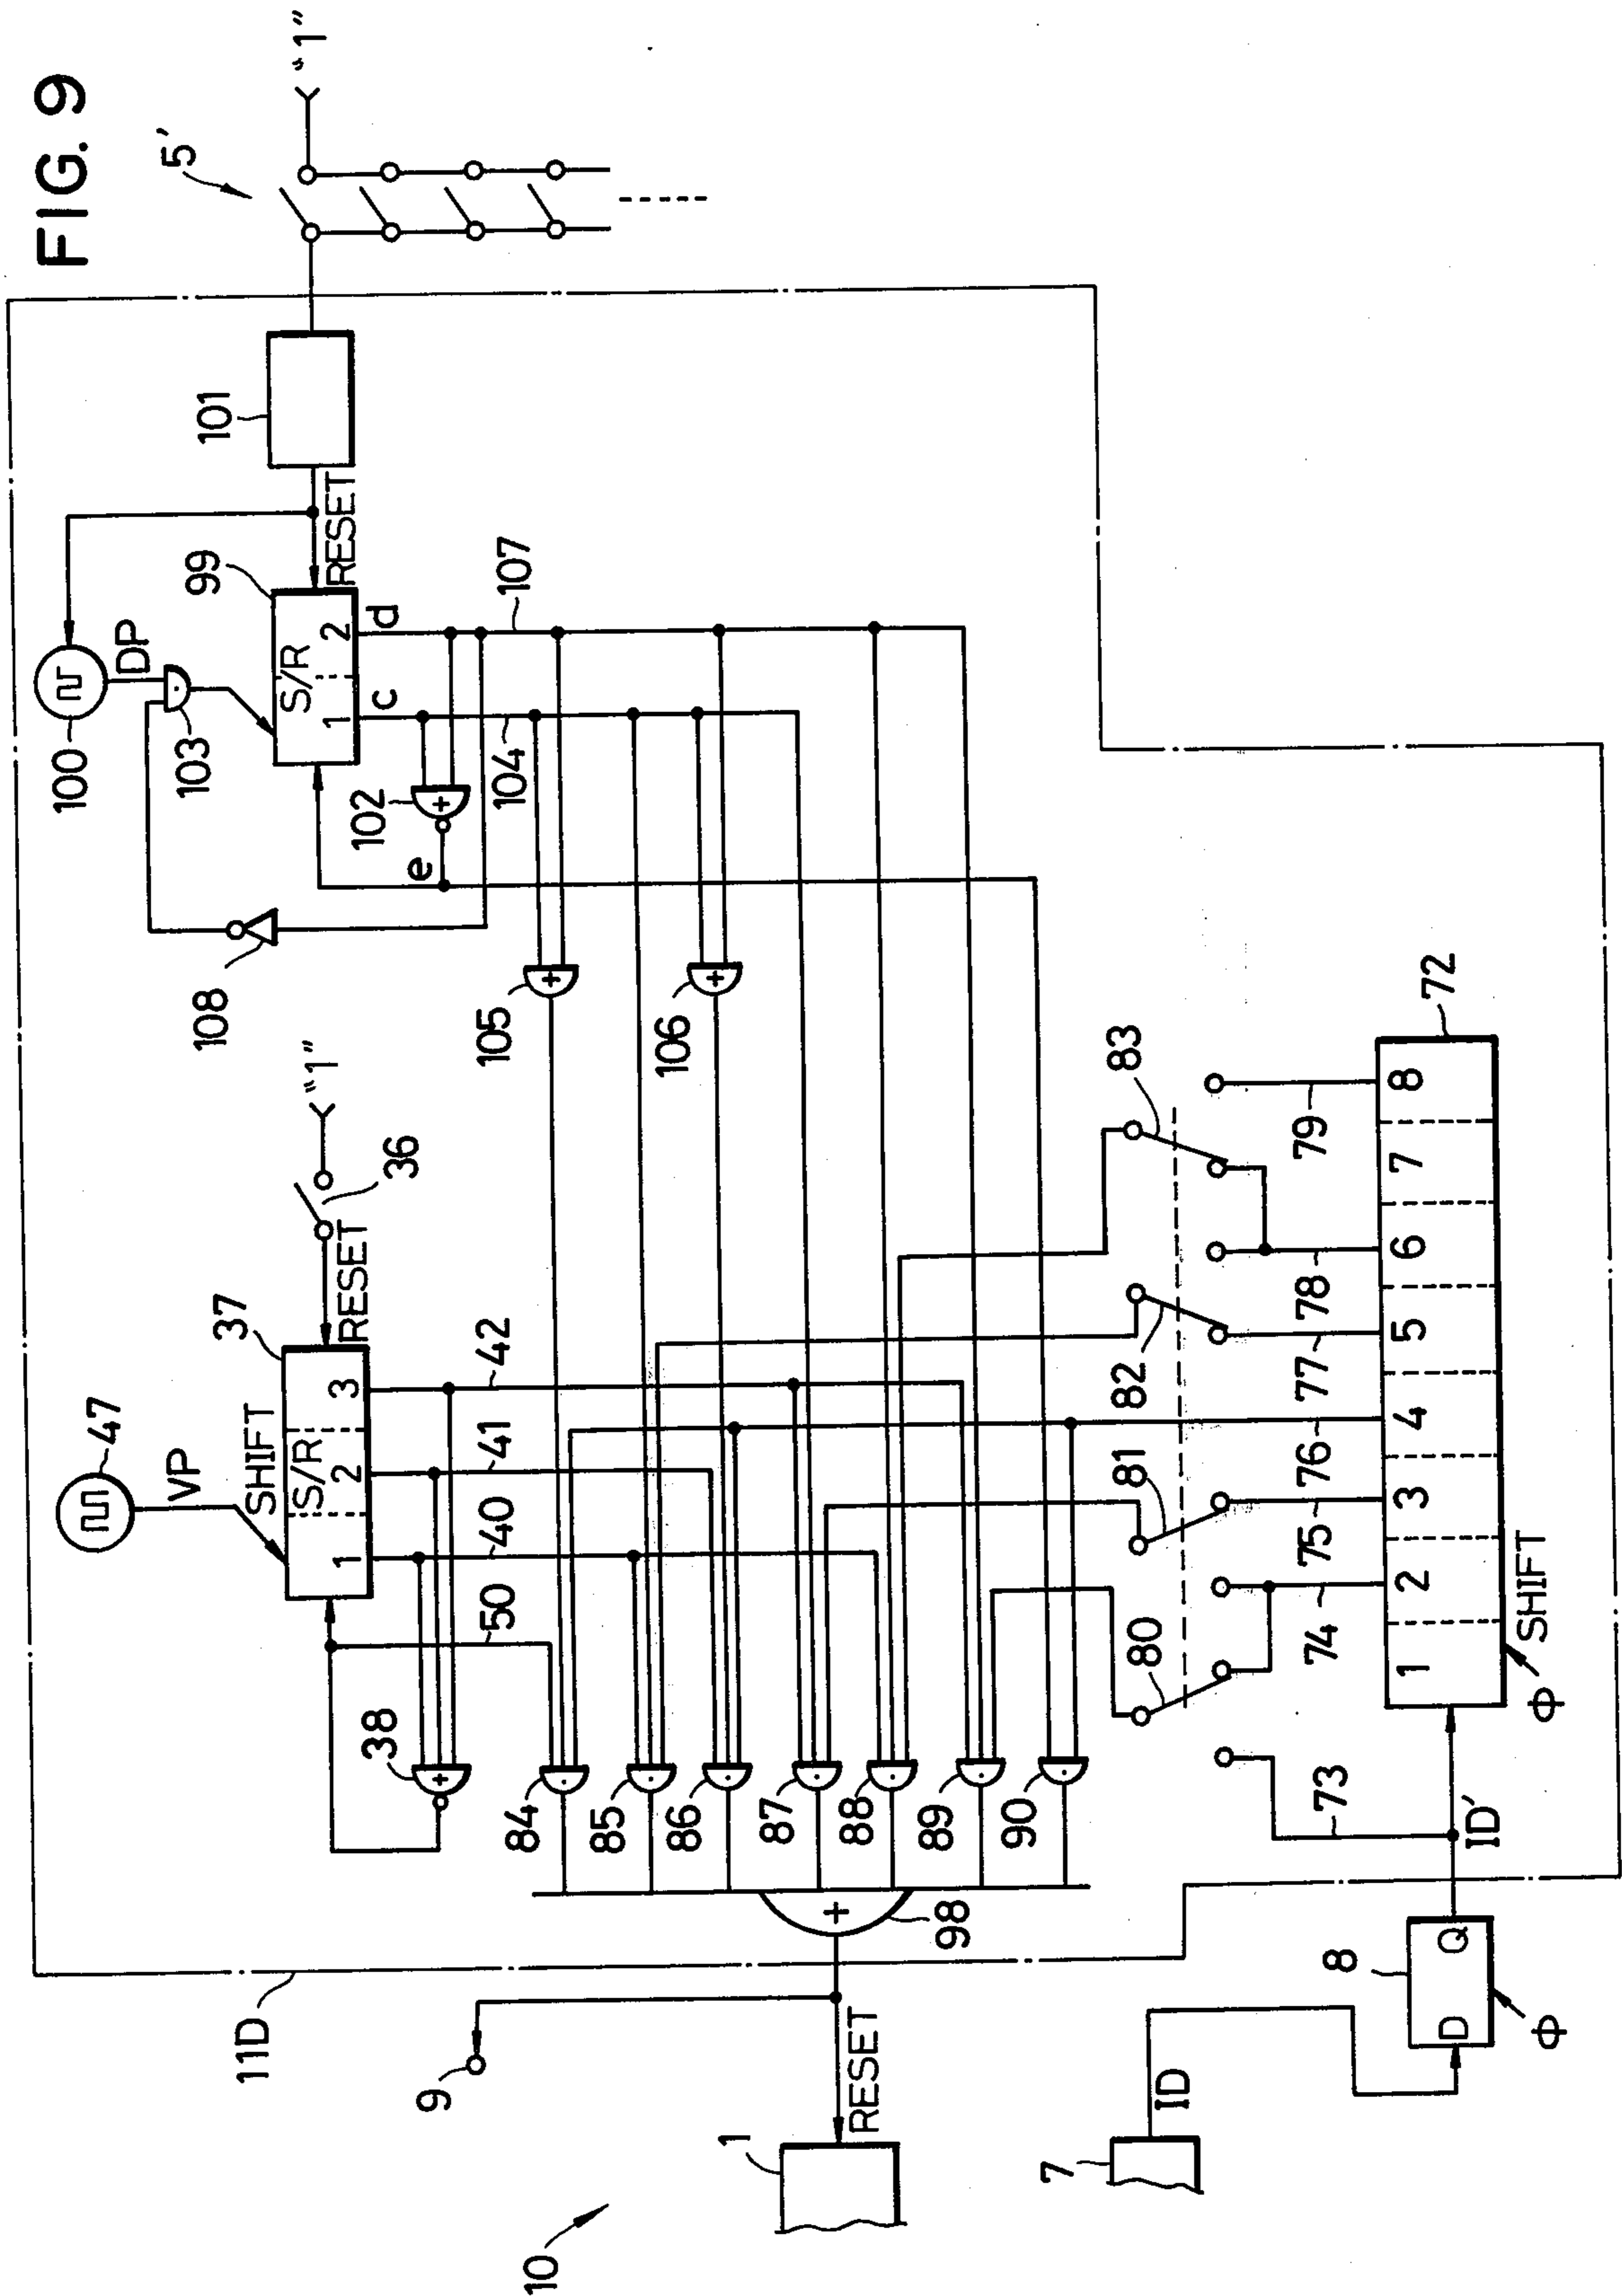 FIG. 9
5'
"1"
101
100
DP
103
99
RESET
S/R
1
2
c
d
102
e
104
107
108
105
106
"1"
36
47
VP
SHIFT
37
RESET
S/R
1
2
3
38
50
40
41
42
84
85
86
87
88
89
90
98
80
81
82
83
73
74
75
76
77
78
79
72
1
2
3
4
5
6
7
8
SHIFT
Φ
ID'
11D
9
RESET
1
10
7
ID
8
D
Q
Φ